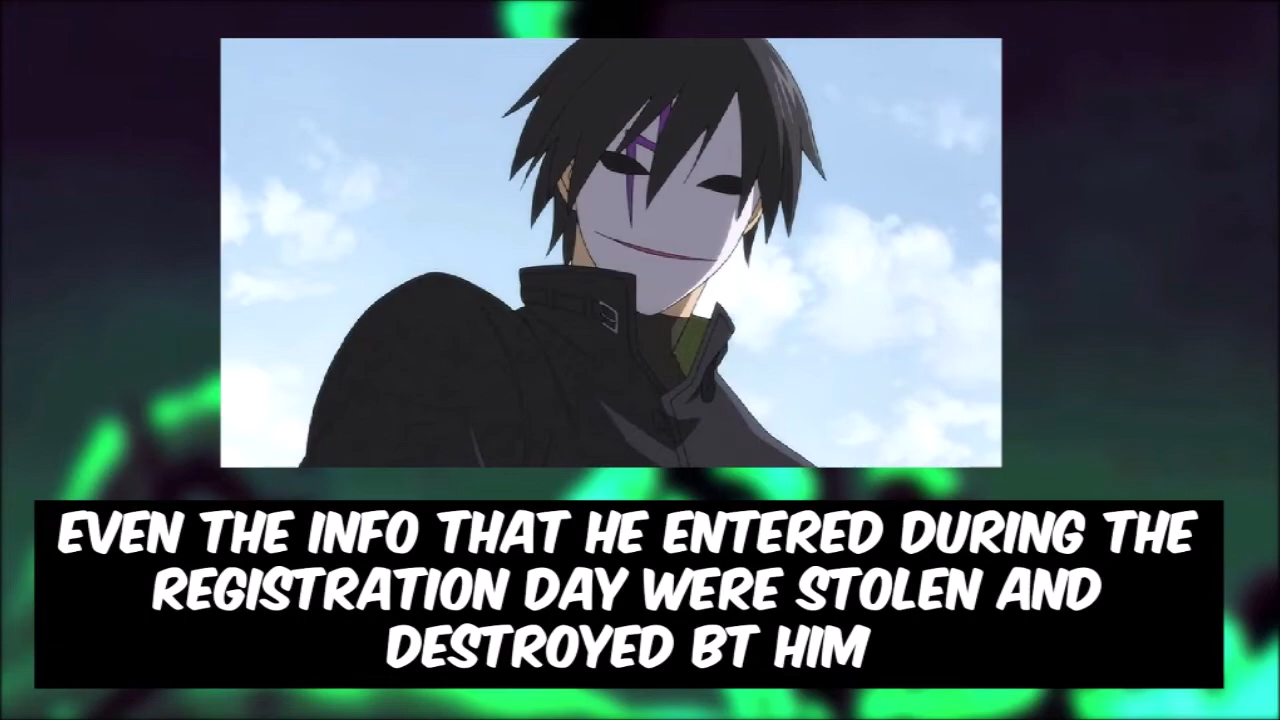 EVEN THE INFO THAT HE ENTERED DURING THE
REGISTRATION DAY WERE STOLEN AND
DESTROYED BT HIM